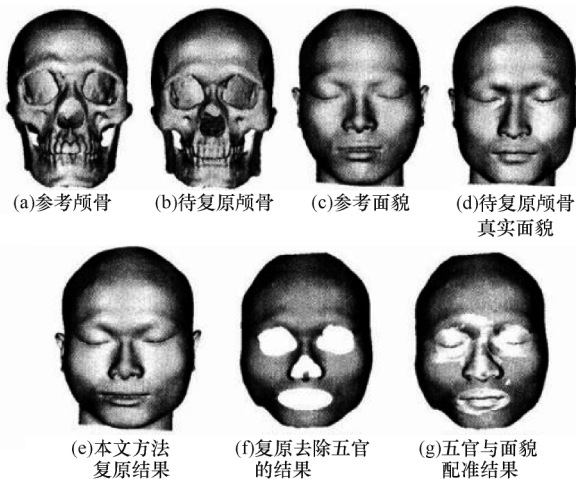 (a)参考颅骨
(b)待复原颅骨
(c)参考面貌
(d)待复原颅骨
真实面貌
(e)本文方法
复原结果
(f)复原去除五官
的结果
(g)五官与面貌
配准结果